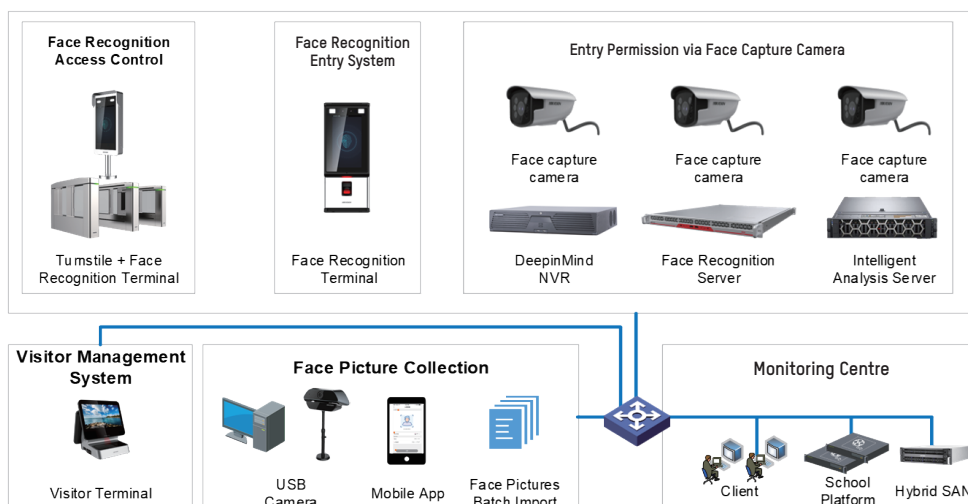 Face Recognition
Access Control
Turnstile + Face
Recognition Terminal
Face Recognition
Entry System
Face Recognition
Terminal
Entry Permission via Face Capture Camera
Face capture
camera
Face capture
camera
Face capture
camera
DeepinMind
NVR
Face Recognition
Server
Intelligent
Analysis Server
Visitor Management
System
Visitor Terminal
Face Picture Collection
USB
Camera
Mobile App
Face Pictures
Batch Import
Monitoring Centre
Client
School
Platform
Hybrid SAN